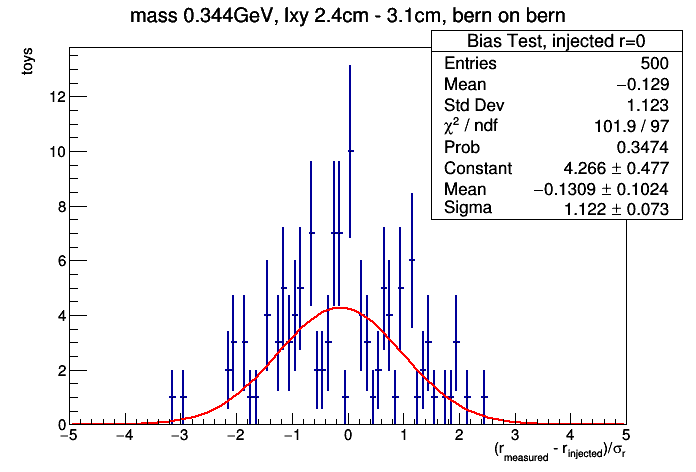 mass 0.344GeV, lxy 2.4cm - 3.1cm, bern on bern
toys
Bias Test, injected r=0
Entries 500
Mean −0.129
Std Dev 1.123
χ² / ndf 101.9 / 97
Prob 0.3474
Constant 4.266 ± 0.477
Mean −0.1309 ± 0.1024
Sigma 1.122 ± 0.073
12
10
8
6
4
2
0
−5 −4 −3 −2 −1 0 1 2 3 4 5
(r_measured - r_injected)/σ_r